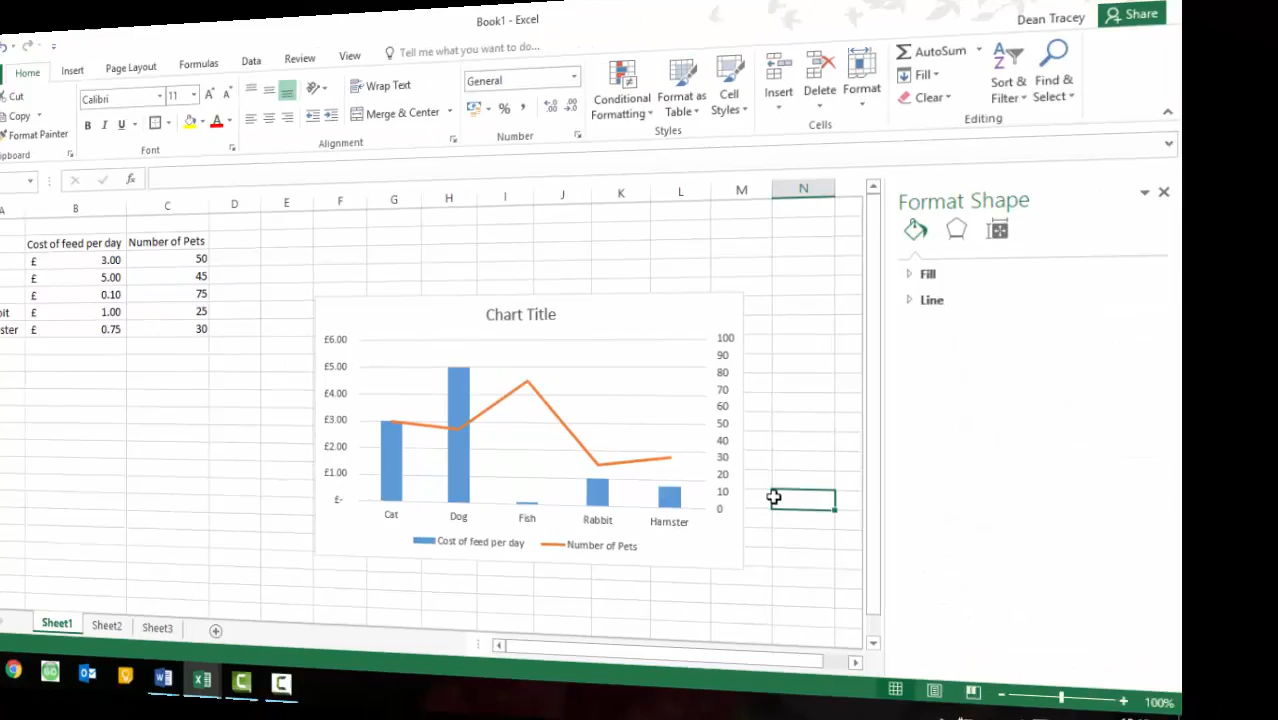 Book1 - Excel
Dean Tracey
Share
Home Insert Page Layout Formulas Data Review View Tell me what you want to do...
Cut
Copy
Format Painter
Calibri 11
B I U
Font
Wrap Text
Merge & Center
Alignment
General
%
Number
Conditional Formatting
Format as Table
Cell Styles
Styles
Insert
Delete
Format
Cells
AutoSum
Fill
Clear
Sort & Filter
Find & Select
Editing
fx
A B C D E F G H I J K L M N
Cost of feed per day Number of Pets
£ 3.00 50
£ 5.00 45
£ 0.10 75
bit £ 1.00 25
ster £ 0.75 30
Chart Title
£6.00
£5.00
£4.00
£3.00
£2.00
£1.00
£-
100
90
80
70
60
50
40
30
20
10
0
Cat Dog Fish Rabbit Hamster
Cost of feed per day Number of Pets
Format Shape
Fill
Line
Sheet1 Sheet2 Sheet3
100%